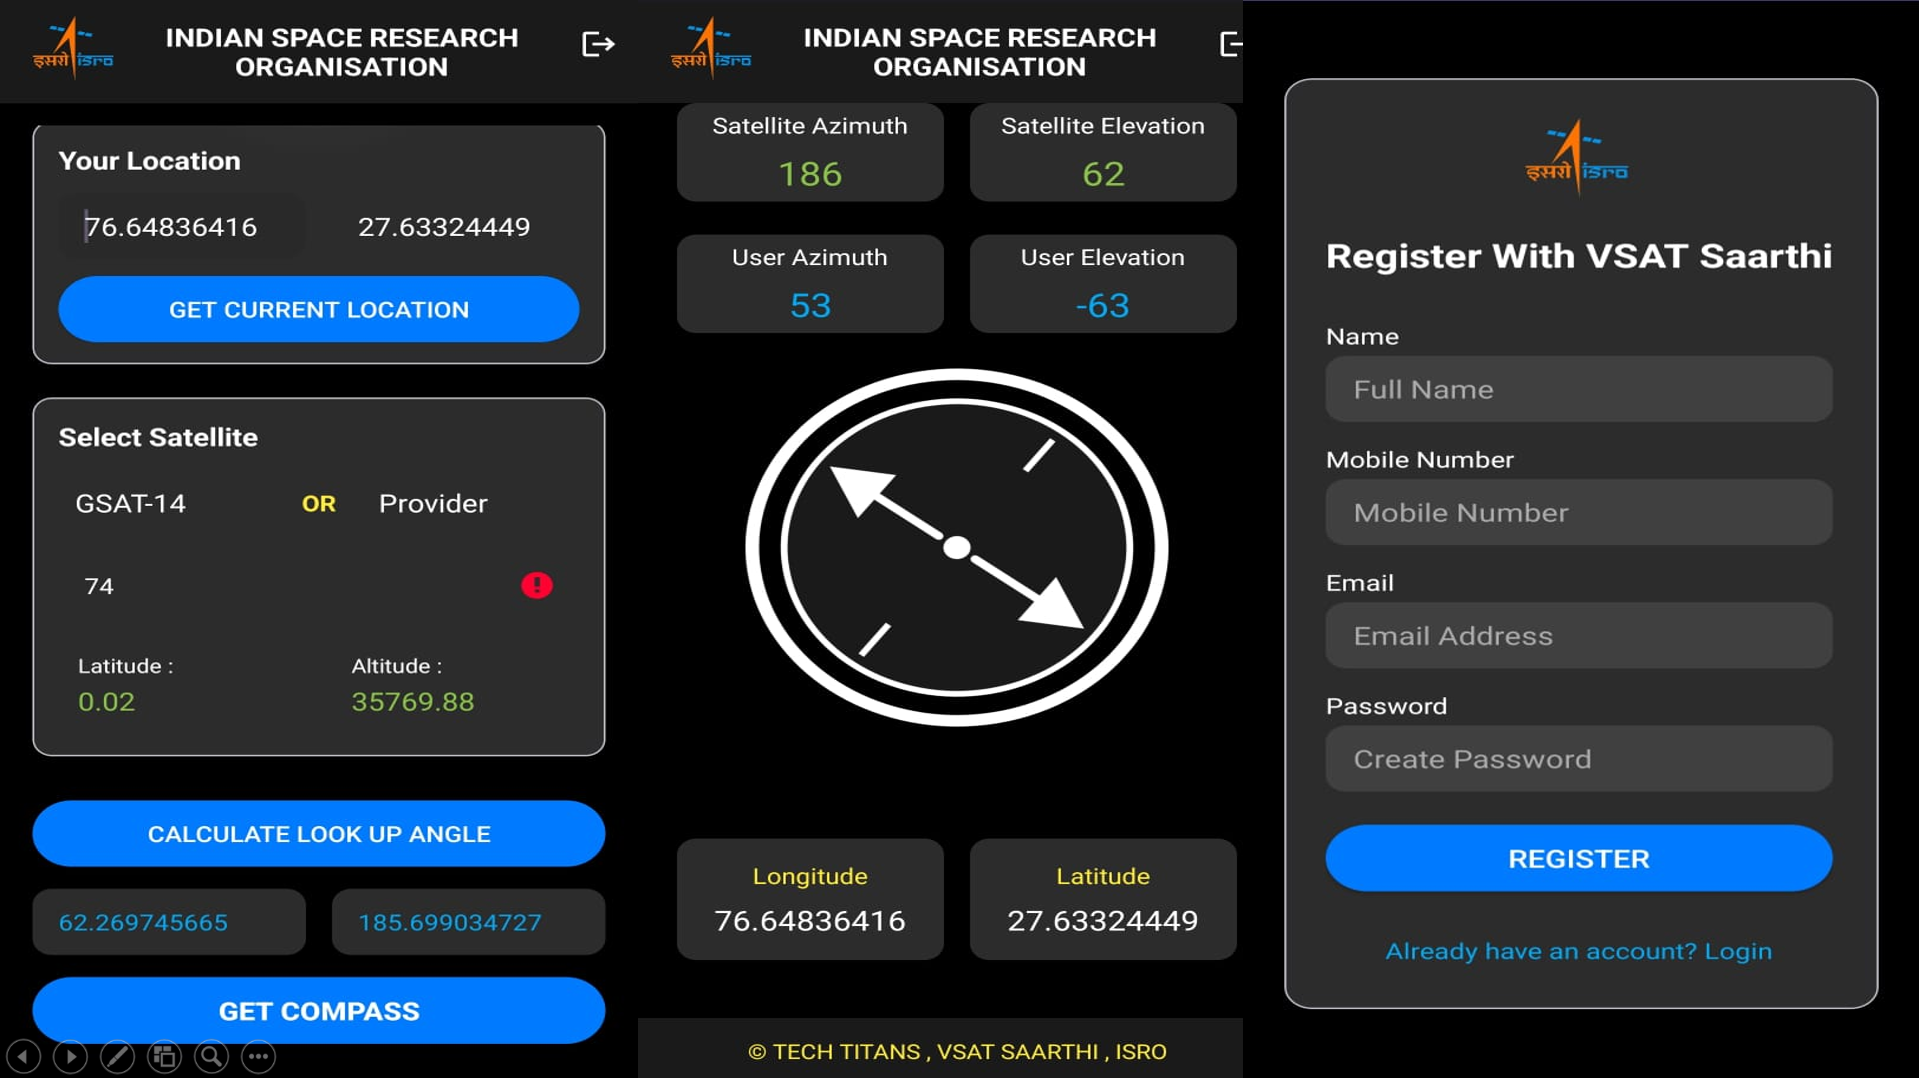 इसरो isro
INDIAN SPACE RESEARCH
ORGANISATION
Your Location
76.64836416 27.63324449
GET CURRENT LOCATION
Select Satellite
GSAT-14 OR Provider
74
!
Latitude : Altitude :
0.02 35769.88
CALCULATE LOOK UP ANGLE
62.269745665 185.699034727
GET COMPASS
इसरो isro
INDIAN SPACE RESEARCH
ORGANISATION
Satellite Azimuth Satellite Elevation
186 62
User Azimuth User Elevation
53 -63
Longitude Latitude
76.64836416 27.63324449
© TECH TITANS , VSAT SAARTHI , ISRO
इसरो isro
Register With VSAT Saarthi
Name
Full Name
Mobile Number
Mobile Number
Email
Email Address
Password
Create Password
REGISTER
Already have an account? Login